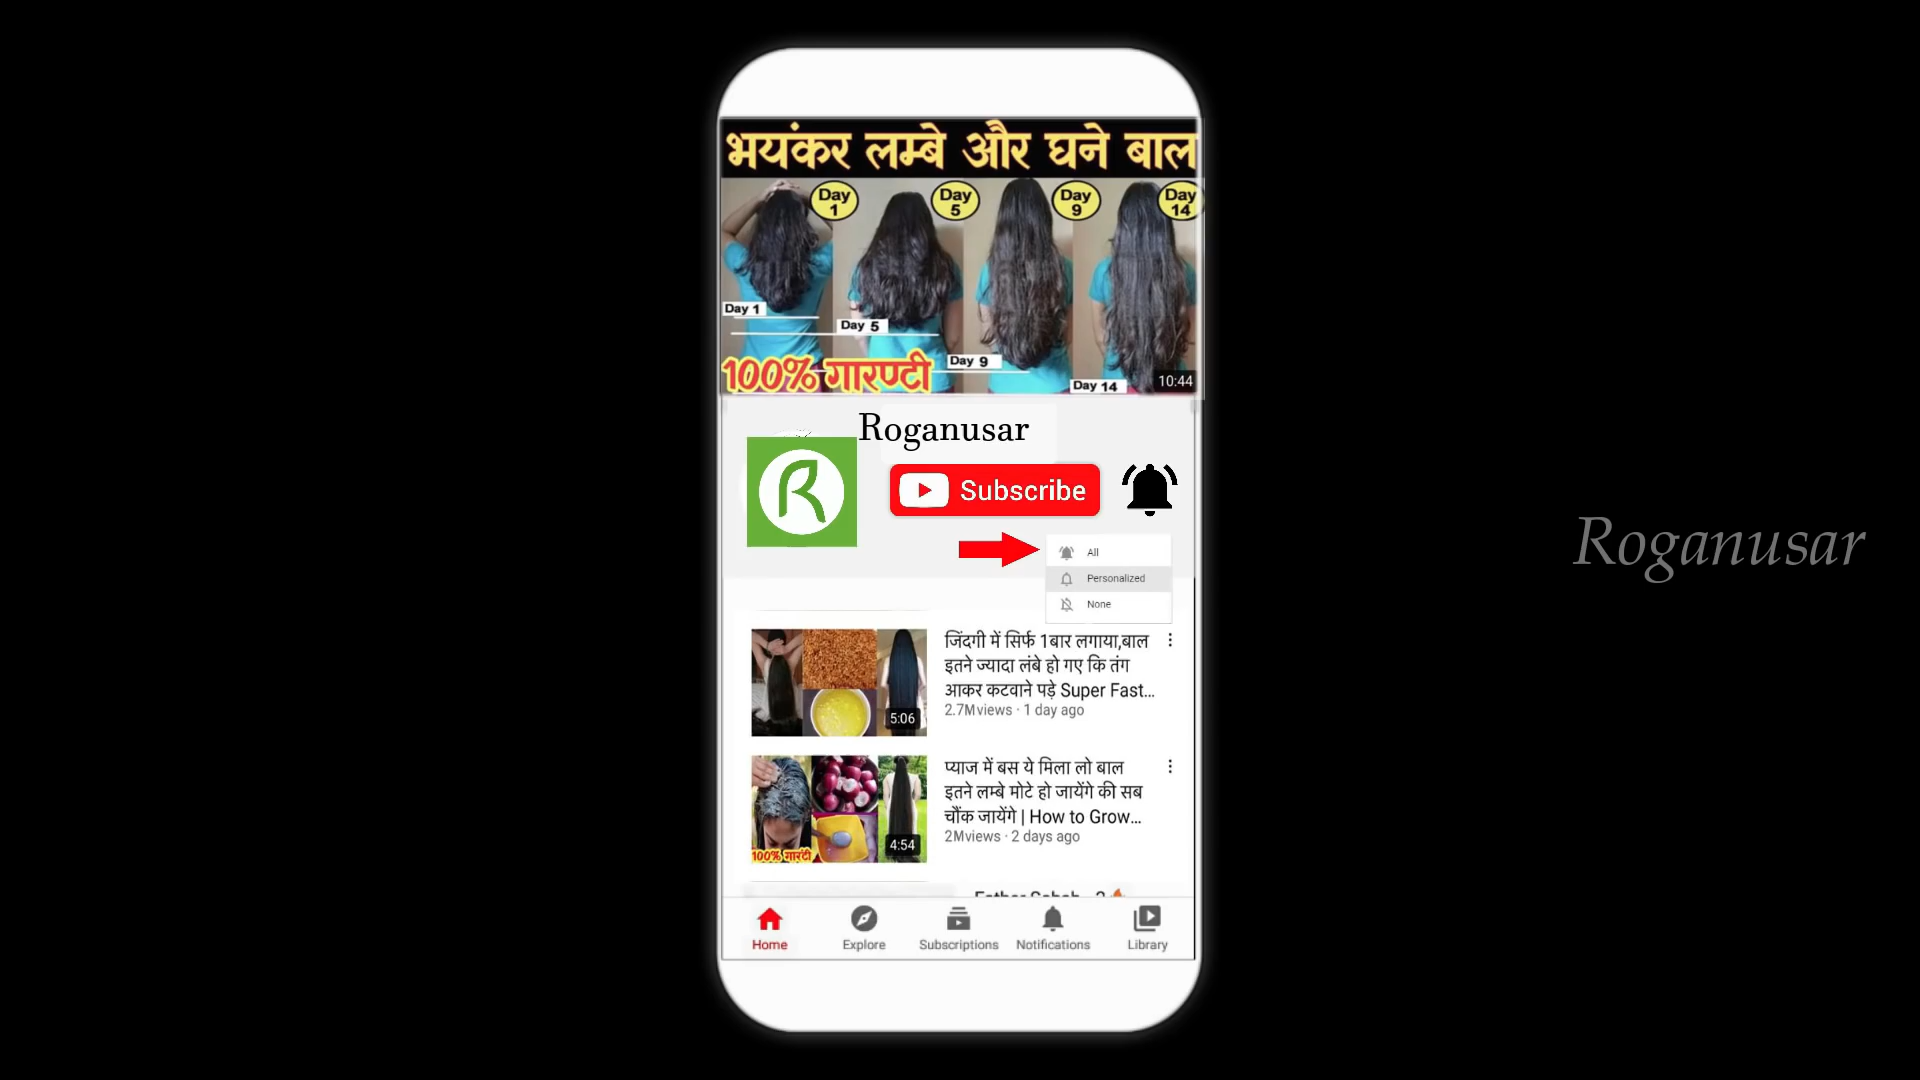 भयंकर लम्बे और घने बाल
Day 1
Day 5
Day 9
Day 14
Day 1
Day 5
Day 9
Day 14
100% गारण्टी
10:44
Roganusar
Subscribe
All
Personalized
None
Roganusar
जिंदगी में सिर्फ 1बार लगाया,बाल
इतने ज्यादा लंबे हो गए कि तंग
आकर कटवाने पड़े Super Fast...
2.7Mviews · 1 day ago
5:06
प्याज में बस ये मिला लो बाल
इतने लम्बे मोटे हो जायेंगे की सब
चौंक जायेंगे | How to Grow...
2Mviews · 2 days ago
100% गारंटी
4:54
Home
Explore
Subscriptions
Notifications
Library